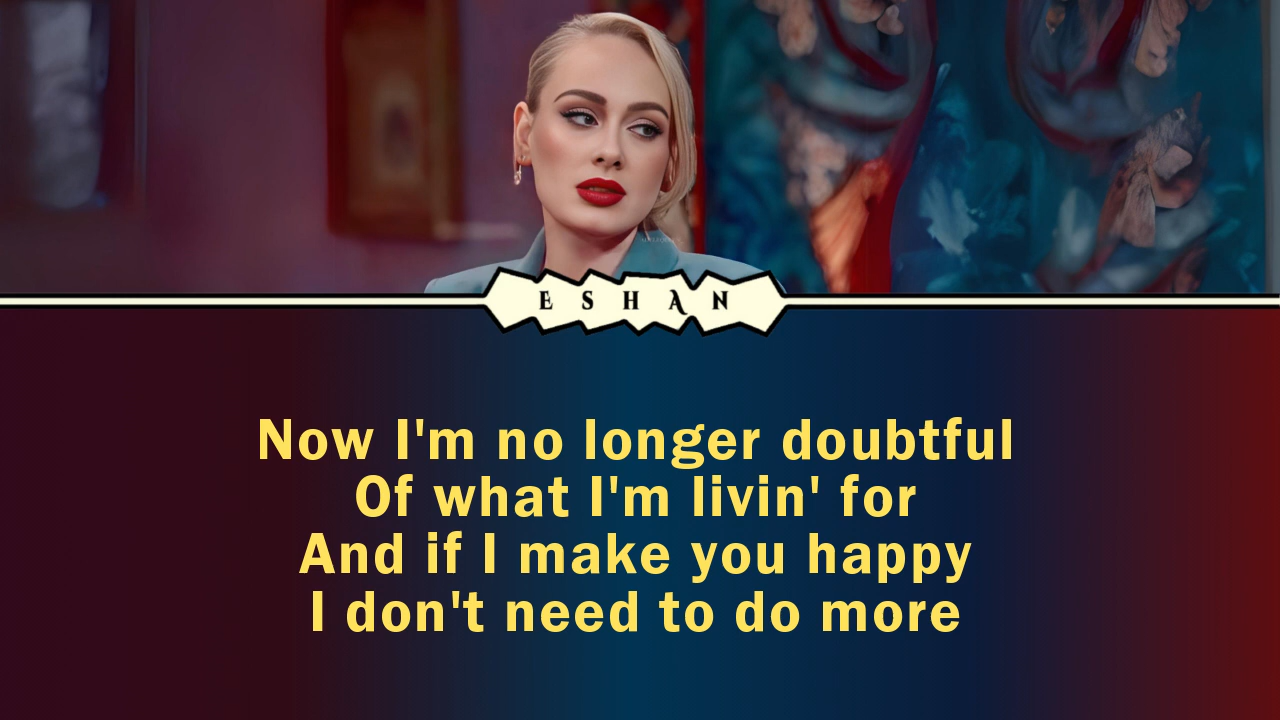 ESHAN
Now I'm no longer doubtful
Of what I'm livin' for
And if I make you happy
I don't need to do more